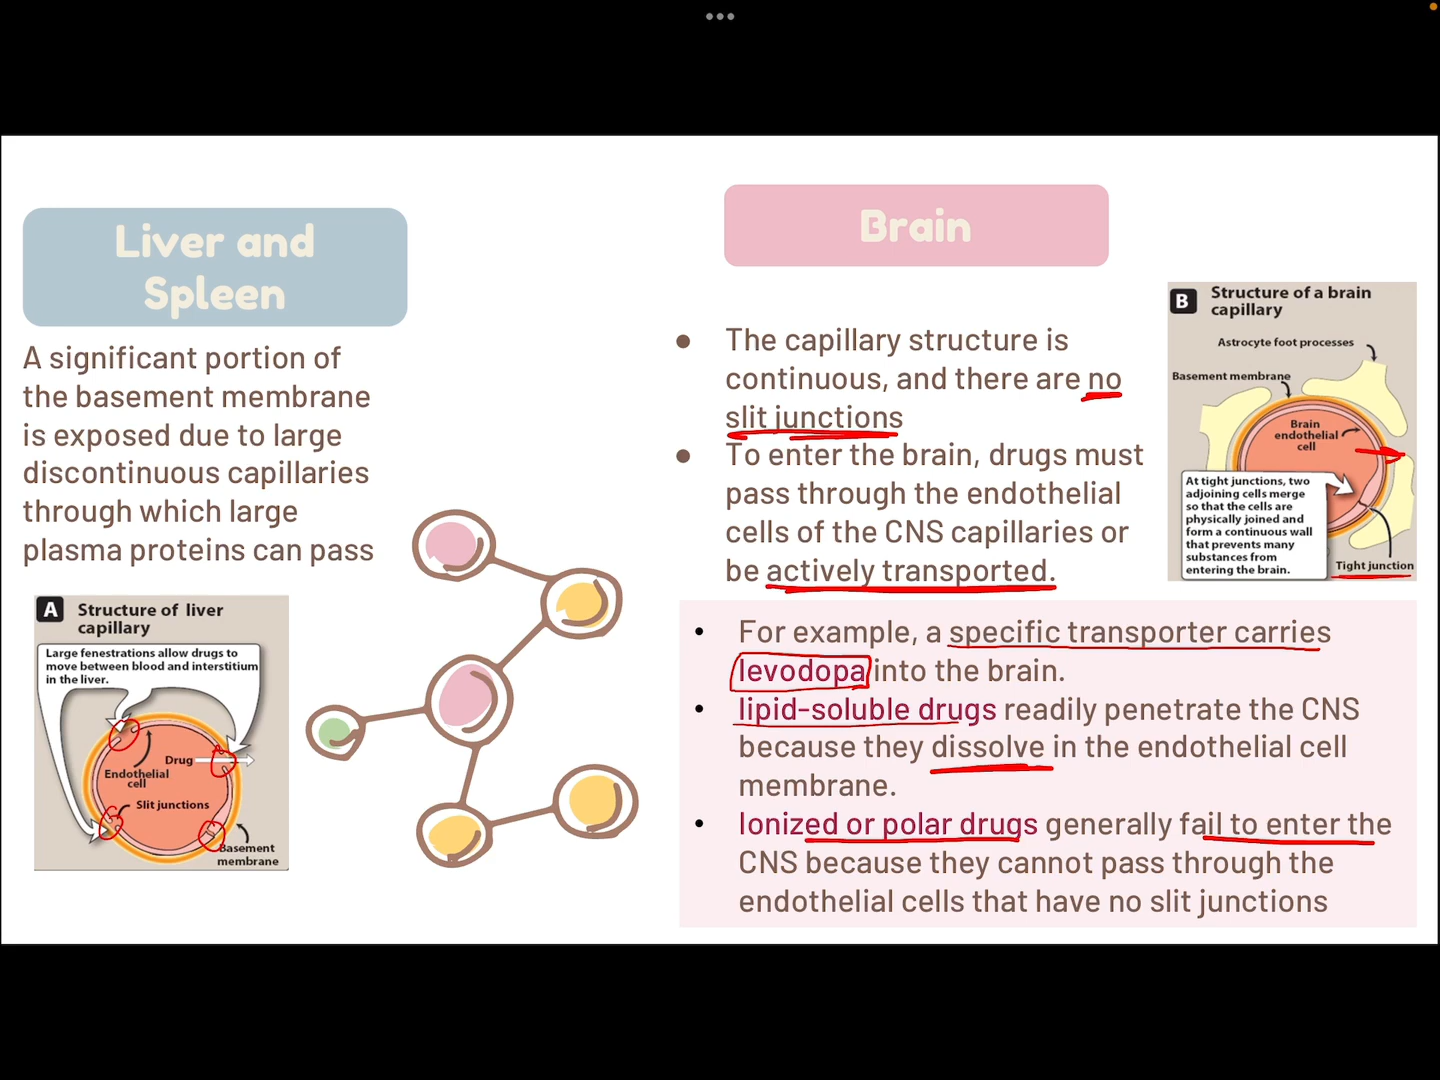 Liver and
Spleen
A significant portion of
the basement membrane
is exposed due to large
discontinuous capillaries
through which large
plasma proteins can pass
A
Structure of liver
capillary
Large fenestrations allow drugs to
move between blood and interstitium
in the liver.
Drug
Endothelial
cell
Slit junctions
Basement
membrane
Brain
• The capillary structure is
continuous, and there are no
slit junctions
• To enter the brain, drugs must
pass through the endothelial
cells of the CNS capillaries or
be actively transported.
B
Structure of a brain
capillary
Astrocyte foot processes
Basement membrane
Brain
endothelial
cell
At tight junctions, two
adjoining cells merge
so that the cells are
physically joined and
form a continuous wall
that prevents many
substances from
entering the brain.
Tight junction
• For example, a specific transporter carries
levodopa into the brain.
• lipid-soluble drugs readily penetrate the CNS
because they dissolve in the endothelial cell
membrane.
• Ionized or polar drugs generally fail to enter the
CNS because they cannot pass through the
endothelial cells that have no slit junctions